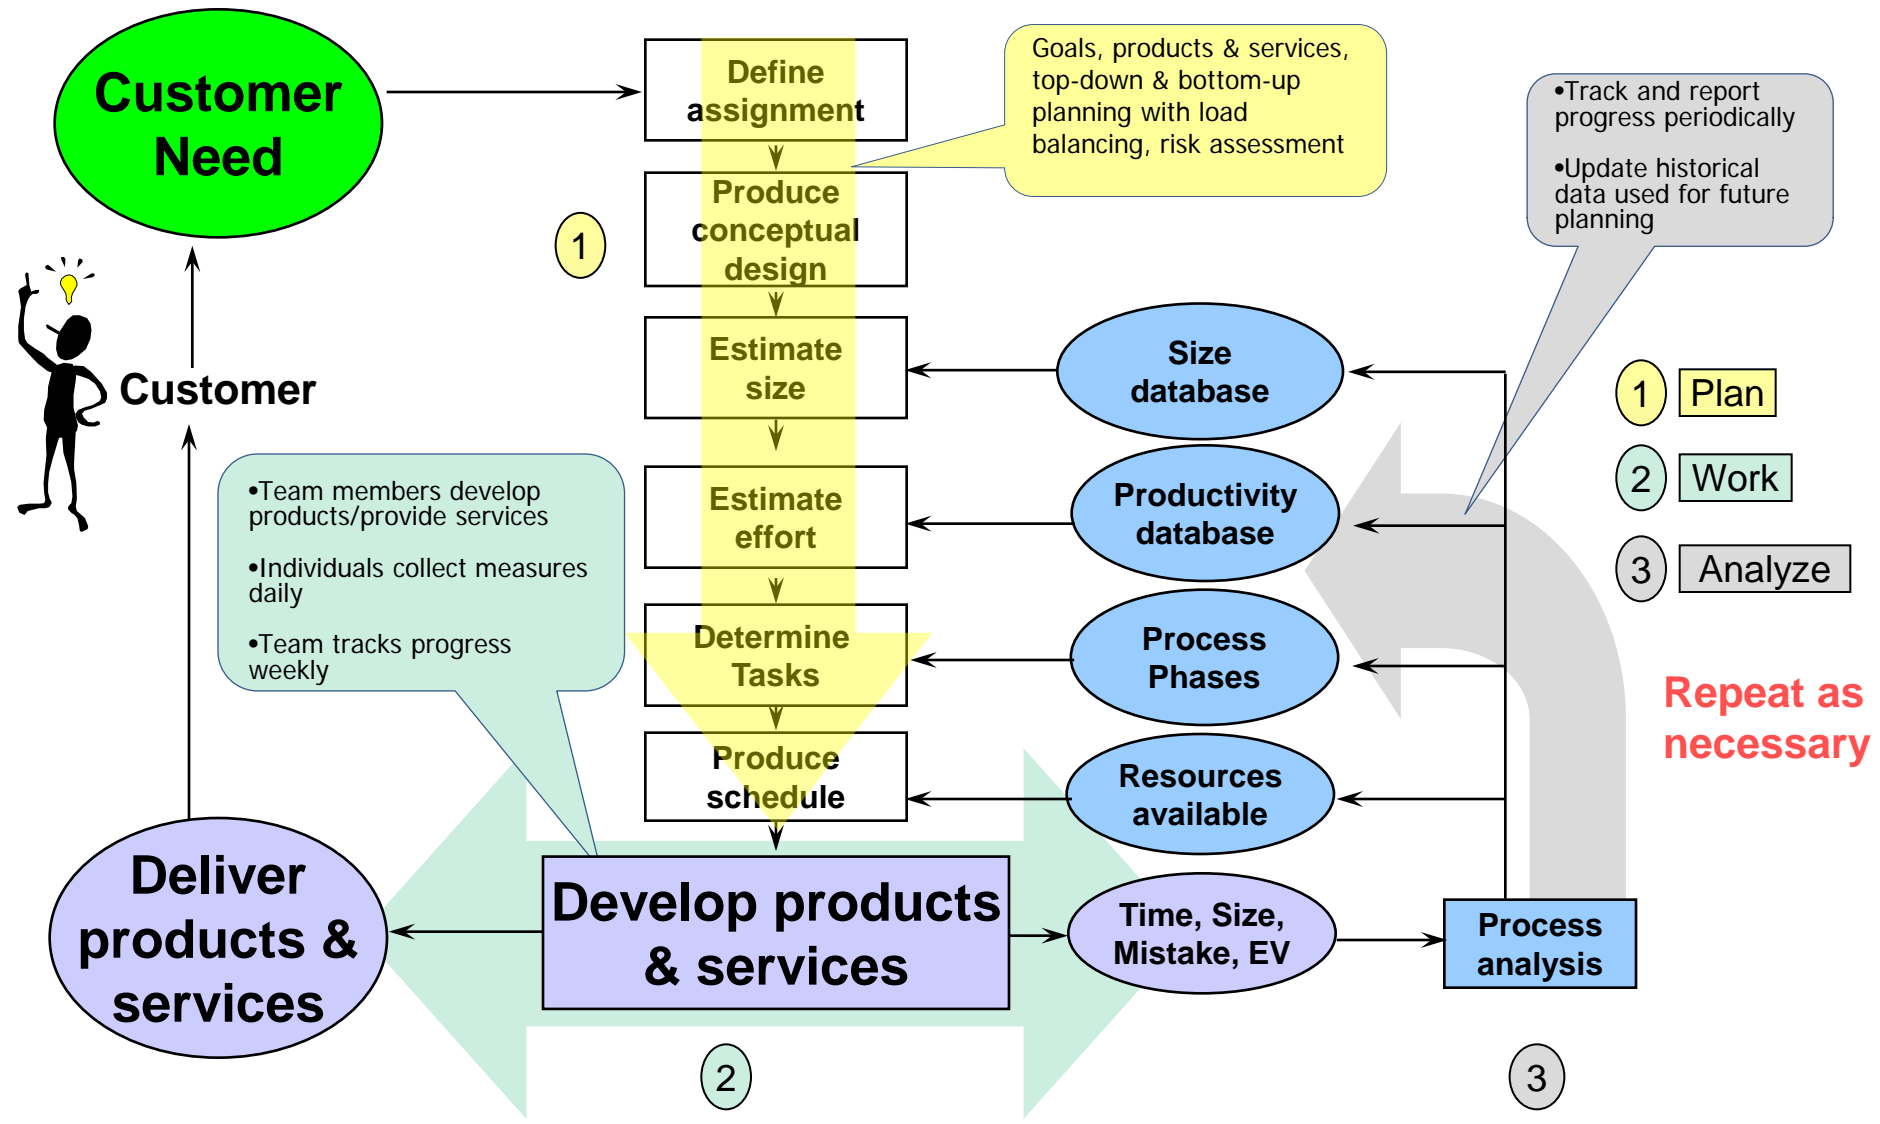 Customer
Need
Define
assignment
Goals, products & services,
top-down & bottom-up
planning with load
balancing, risk assessment
•Track and report
progress periodically
•Update historical
data used for future
planning
1
Produce
conceptual
design
Customer
Estimate
size
Size
database
1
Plan
2
Work
3
Analyze
•Team members develop
products/provide services
•Individuals collect measures
daily
•Team tracks progress
weekly
Estimate
effort
Productivity
database
Determine
Tasks
Process
Phases
Repeat as
necessary
Produce
schedule
Resources
available
Deliver
products &
services
Develop products
& services
Time, Size,
Mistake, EV
Process
analysis
2
3